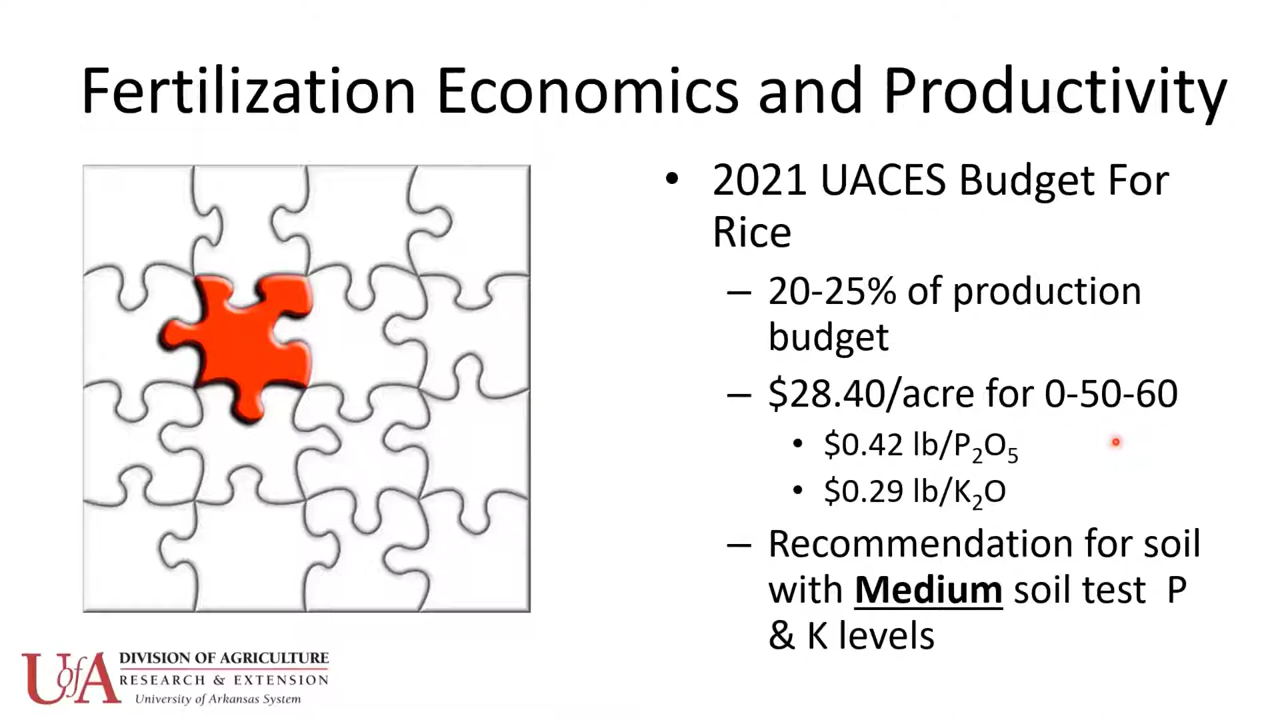 Fertilization Economics and Productivity
• 2021 UACES Budget For
Rice
– 20-25% of production
budget
– $28.40/acre for 0-50-60
• $0.42 lb/P₂O₅
• $0.29 lb/K₂O
– Recommendation for soil
with Medium soil test P
& K levels
UofA DIVISION OF AGRICULTURE
RESEARCH & EXTENSION
University of Arkansas System